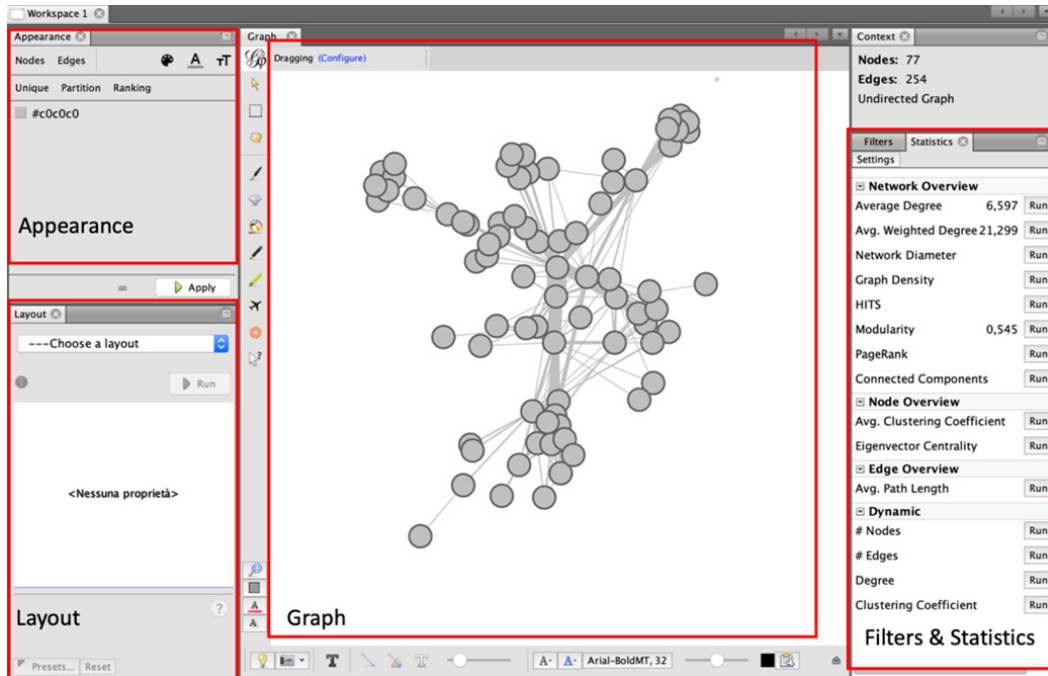 Workspace 1
Appearance
Nodes Edges A TT
Unique Partition Ranking
#c0c0c0
Appearance
Apply
Layout
---Choose a layout
Run
<Nessuna proprietà>
?
Layout
Presets... Reset
Graph
Dragging (Configure)
?
A
A
Graph
T T A- A- Arial-BoldMT, 32
Context
Nodes: 77
Edges: 254
Undirected Graph
Filters Statistics
Settings
Network Overview
Average Degree 6,597 Run
Avg. Weighted Degree 21,299 Run
Network Diameter Run
Graph Density Run
HITS Run
Modularity 0,545 Run
PageRank Run
Connected Components Run
Node Overview
Avg. Clustering Coefficient Run
Eigenvector Centrality Run
Edge Overview
Avg. Path Length Run
Dynamic
# Nodes Run
# Edges Run
Degree Run
Clustering Coefficient Run
Filters & Statistics